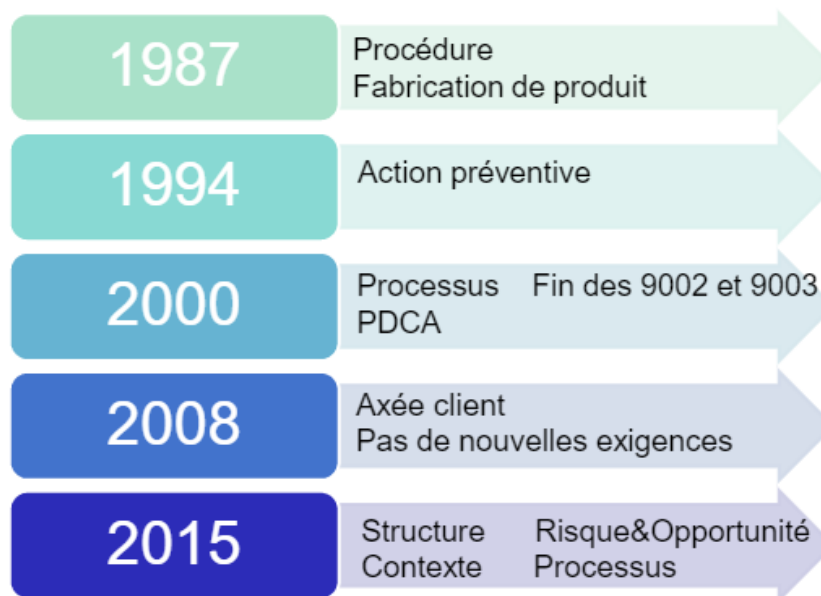 1987
Procédure
Fabrication de produit
1994
Action préventive
2000
Processus Fin des 9002 et 9003
PDCA
2008
Axée client
Pas de nouvelles exigences
2015
Structure Risque&Opportunité
Contexte Processus